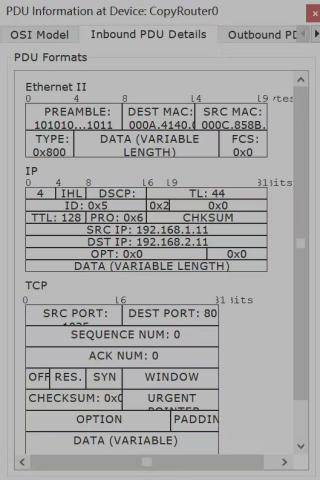 PDU Information at Device: CopyRouter0
OSI Model Inbound PDU Details Outbound PD
PDU Formats
Ethernet II
0 4 8 14 19 ytes
PREAMBLE: DEST MAC: SRC MAC:
101010...1011 000A.4140. 000C.858B.
TYPE: DATA (VARIABLE FCS:
0x800 LENGTH) 0x0
IP
0 4 8 16 19 31 its
4 IHL DSCP: TL: 44
ID: 0x5 0x2 0x0
TTL: 128 PRO: 0x6 CHKSUM
SRC IP: 192.168.1.11
DST IP: 192.168.2.11
OPT: 0x0 0x0
DATA (VARIABLE LENGTH)
TCP
0 16 31 its
SRC PORT: DEST PORT: 80
SEQUENCE NUM: 0
ACK NUM: 0
OFF RES. SYN WINDOW
CHECKSUM: 0x0 URGENT
OPTION PADDIN
DATA (VARIABLE)